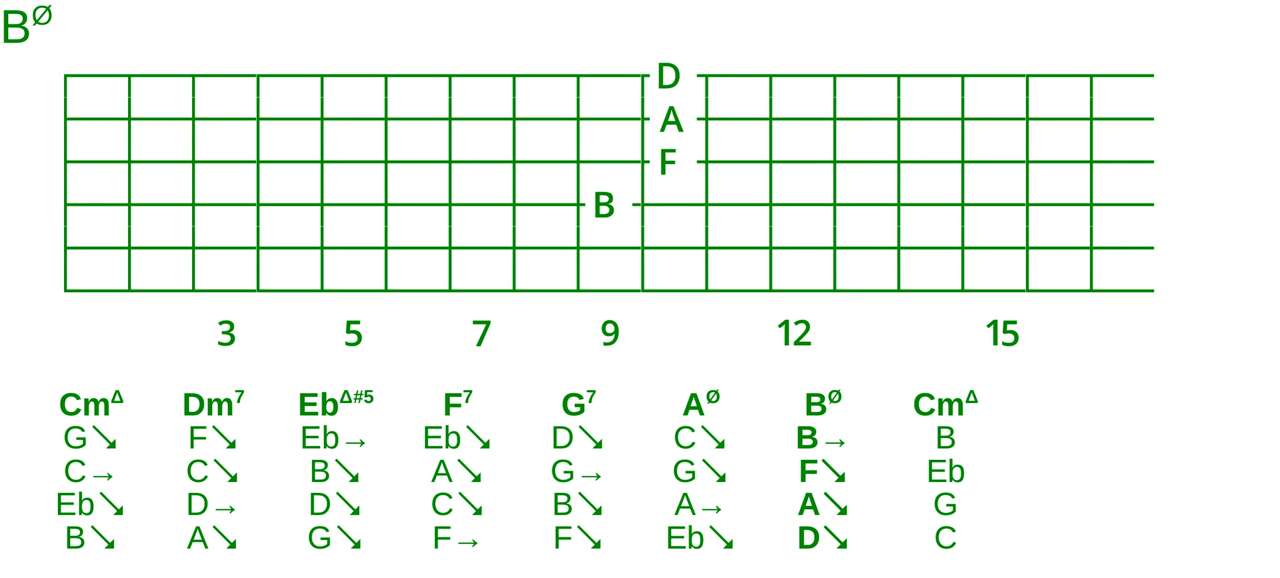 BØ
D
A
F
B
3 5 7 9 12 15
CmΔ Dm7 EbΔ#5 F7 G7 AØ BØ CmΔ
G↘ F↘ Eb→ Eb↘ D↘ C↘ B→ B
C→ C↘ B↘ A↘ G→ G↘ F↘ Eb
Eb↘ D→ D↘ C↘ B↘ A→ A↘ G
B↘ A↘ G↘ F→ F↘ Eb↘ D↘ C